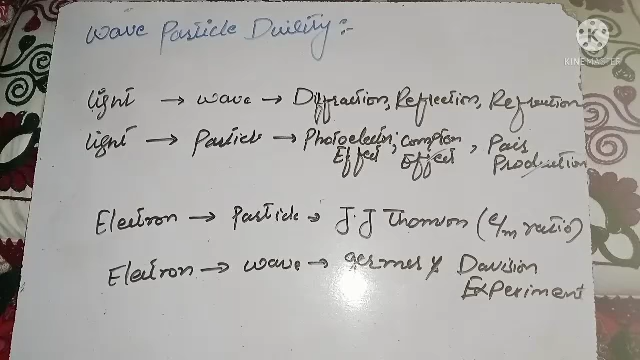 Wave Particle Duality :-
KINEMASTER
light → wave → Diffraction, Reflection, Refraction
light → Particle → Photoelectric Effect, Compton Effect, Pair Production
Electron → Particle → J.J Thomson (e/m ratio)
Electron → wave → germer & Davision Experiment